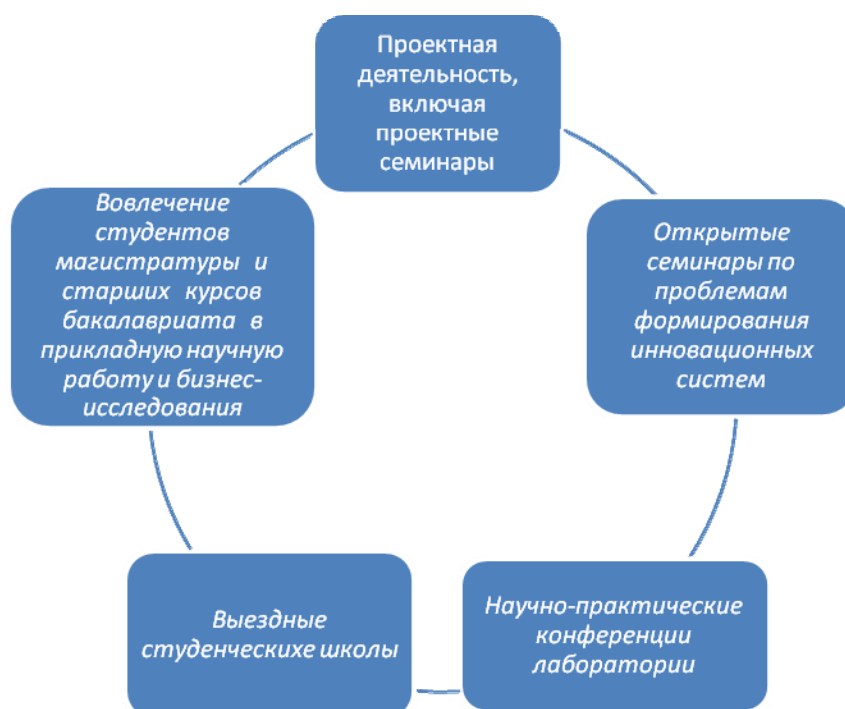 Проектная
деятельность,
включая
проектные
семинары
Вовлечение
студентов
магистратуры и
старших курсов
бакалавриата в
прикладную научную
работу и бизнес-
исследования
Открытые
семинары по
проблемам
формирования
инновационных
систем
Выездные
студенческихе школы
Научно-практические
конференции
лаборатории